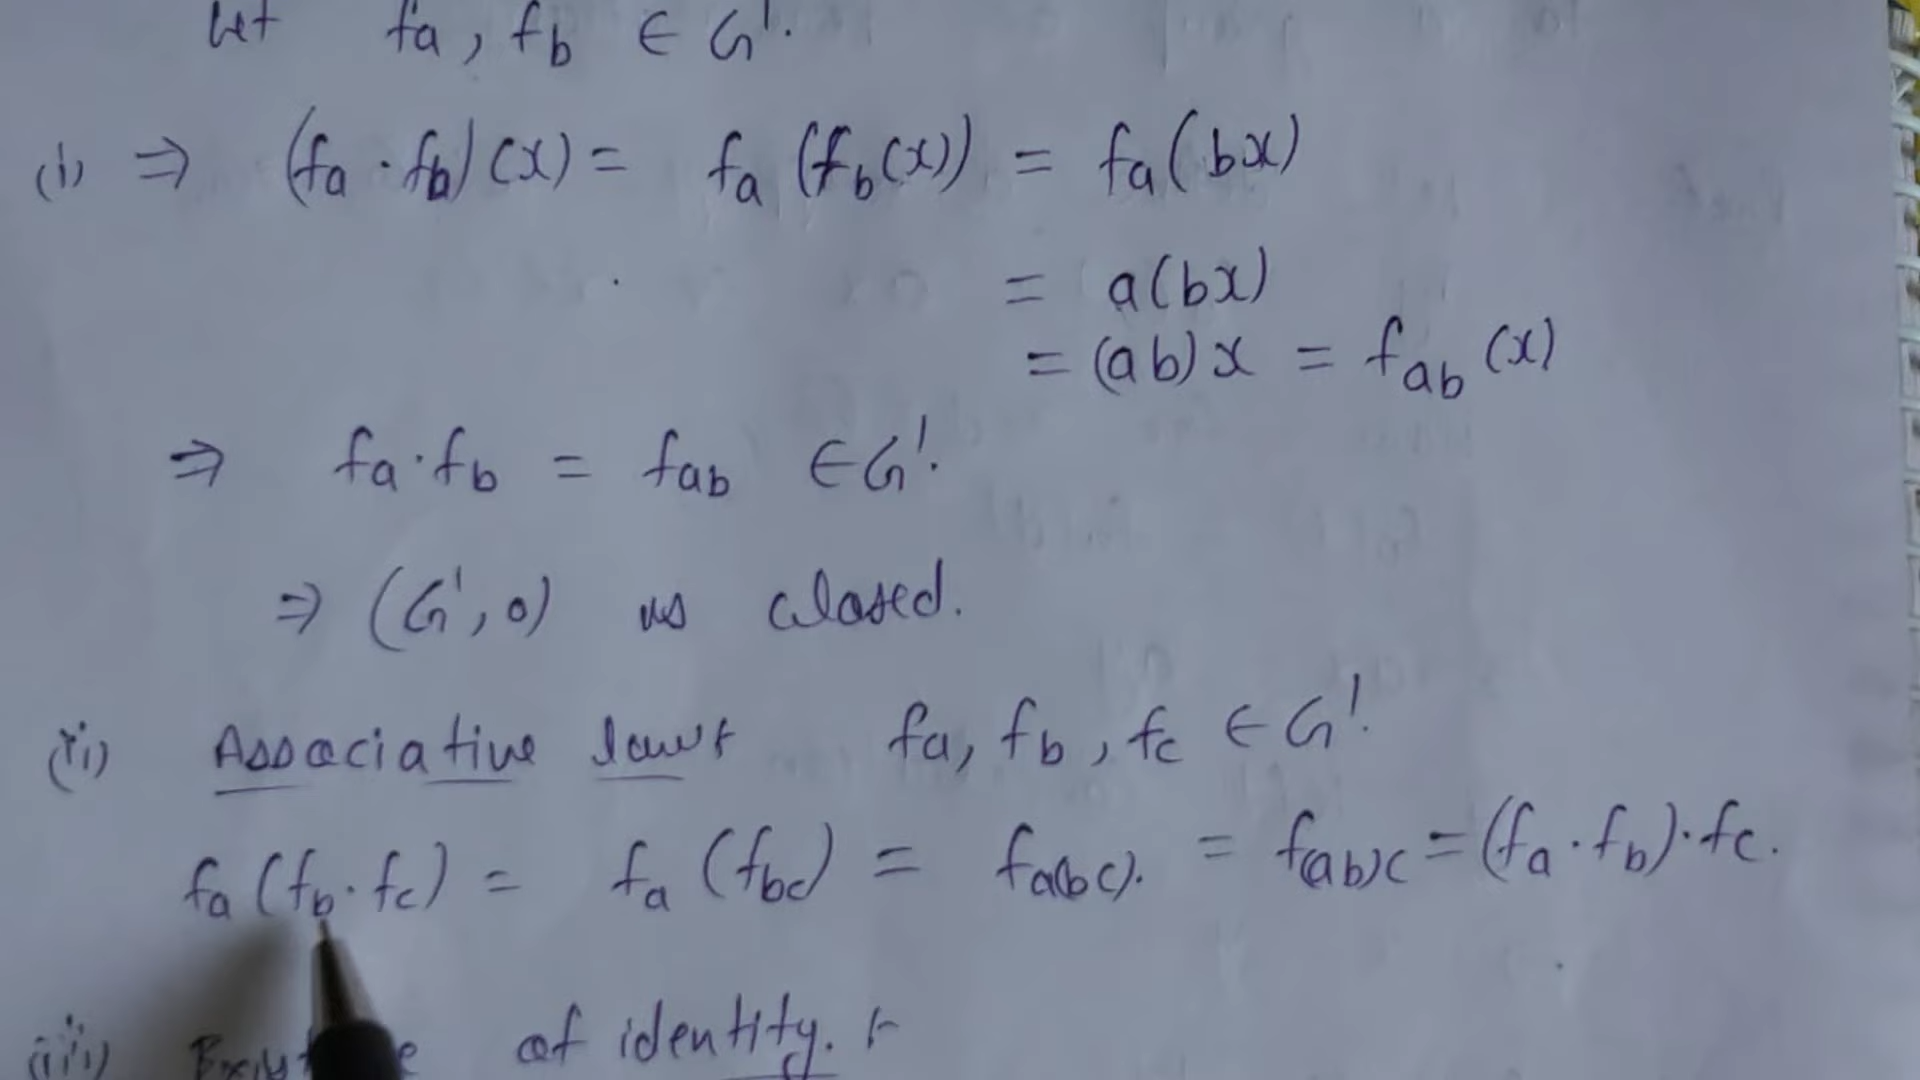 let fa, fb ∈ G'.
(i) ⇒ (fa · fb) (x) = fa (fb(x)) = fa (bx)
= a(bx)
= (ab) x = fab (x)
⇒ fa · fb = fab ∈ G'.
⇒ (G', o) is closed.
(ii) Associative law fa, fb, fc ∈ G'.
fa (fb · fc) = fa (fbc) = fa(bc). = f(ab)c = (fa · fb) · fc.
(iii) of identity. :-